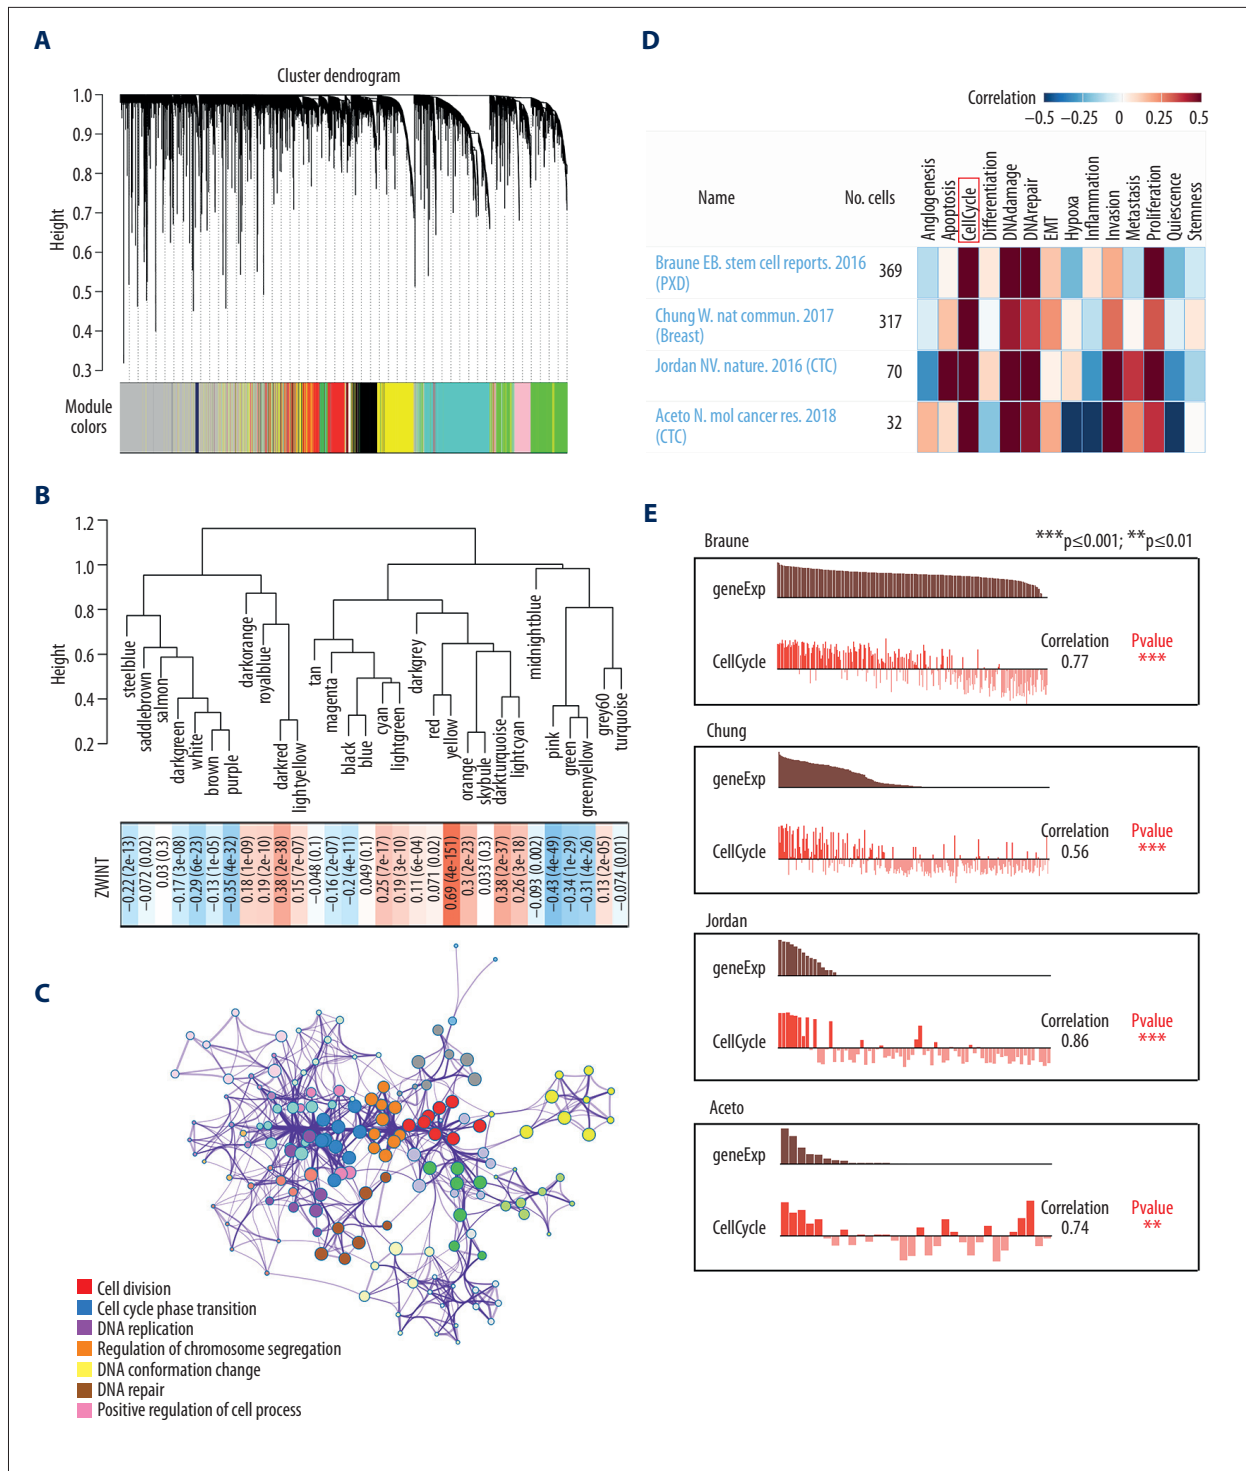 A
Cluster dendrogram
Height
1.0
0.9
0.8
0.7
0.6
0.5
0.4
0.3
Module
colors
B
Height
1.2
1.0
0.8
0.6
0.4
0.2
steelblue
saddlebrown
salmon
darkgreen
white
brown
purple
darkorange
royalblue
darkred
lightyellow
tan
magenta
black
blue
cyan
lightgreen
darkgrey
red
yellow
orange
skybule
darkturquoise
lightcyan
midnightblue
pink
green
greenyellow
grey60
turquoise
ZWINT
−0.22 (2e−13)
−0.072 (0.02)
0.03 (0.3)
−0.17 (3e−08)
−0.29 (6e−23)
−0.13 (1e−05)
−0.35 (4e−32)
0.18 (1e−09)
0.19 (2e−10)
0.38 (2e−38)
0.15 (7e−07)
−0.048 (0.1)
−0.16 (2e−07)
−0.2 (4e−11)
0.049 (0.1)
0.25 (7e−17)
0.19 (3e−10)
0.11 (6e−04)
0.071 (0.02)
0.69 (4e−151)
0.3 (2e−23)
0.033 (0.3)
0.38 (2e−37)
0.26 (3e−18)
−0.093 (0.002)
−0.43 (4e−49)
−0.34 (1e−29)
−0.31 (4e−26)
0.13 (2e−05)
−0.074 (0.01)
C
Cell division
Cell cycle phase transition
DNA replication
Regulation of chromosome segregation
DNA conformation change
DNA repair
Positive regulation of cell process
D
Correlation
−0.5 −0.25 0 0.25 0.5
Name
No. cells
Anglogenesis
Apoptosis
CellCycle
Differentiation
DNAdamage
DNArepair
EMT
Hypoxa
Inflammation
Invasion
Metastasis
Proliferation
Quiescence
Stemness
Braune EB. stem cell reports. 2016 369
(PXD)
Chung W. nat commun. 2017 317
(Breast)
Jordan NV. nature. 2016 (CTC) 70
Aceto N. mol cancer res. 2018 32
(CTC)
E
Braune
***p≤0.001; **p≤0.01
geneExp
CellCycle
Correlation Pvalue
0.77 ***
Chung
geneExp
CellCycle
Correlation Pvalue
0.56 ***
Jordan
geneExp
CellCycle
Correlation Pvalue
0.86 ***
Aceto
geneExp
CellCycle
Correlation Pvalue
0.74 **